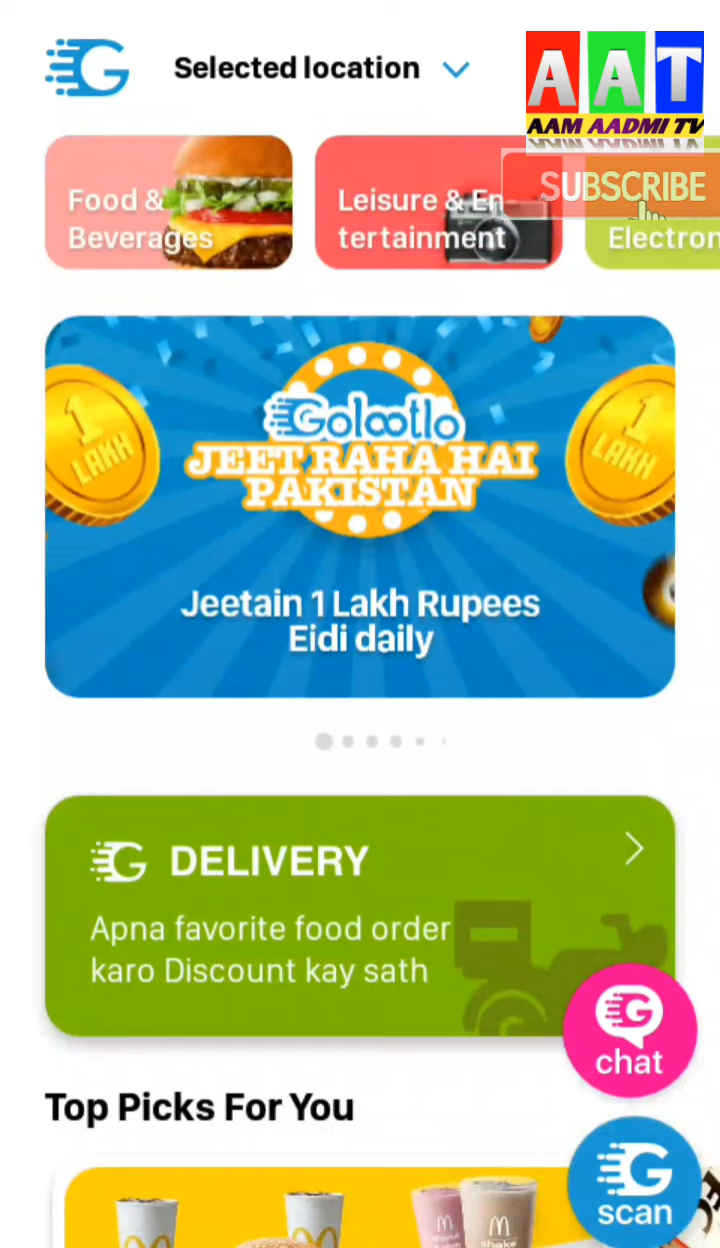 Selected location
AAT
AAM AADMI TV
SUBSCRIBE
Food &
Beverages
Leisure & En
tertainment
Electron
Golootlo
JEET RAHA HAI
PAKISTAN
1 LAKH
1 LAKH
Jeetain 1 Lakh Rupees
Eidi daily
G DELIVERY
Apna favorite food order
karo Discount kay sath
G
chat
Top Picks For You
G
scan
shake